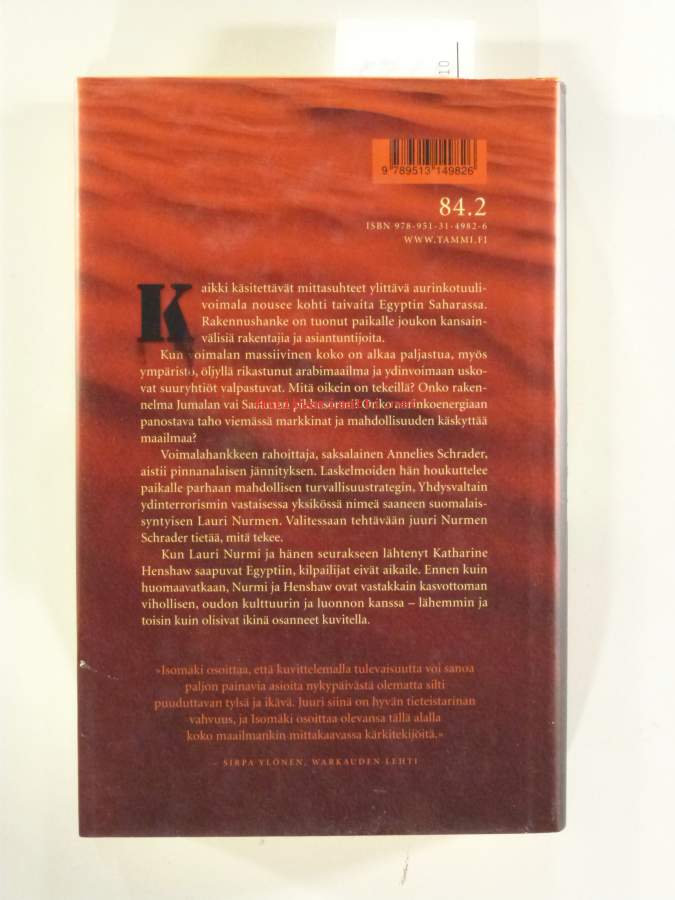 10
9 789513 149826
84.2
ISBN 978-951-31-4982-6
WWW.TAMMI.FI
Kaikki käsitettävät mittasuhteet ylittävä aurinkotuuli-
voimala nousee kohti taivaita Egyptin Saharassa.
Rakennushanke on tuonut paikalle joukon kansain-
välisiä rakentajia ja asiantuntijoita.
Kun voimalan massiivinen koko on alkaa paljastua, myös
ympäristö, öljyllä rikastunut arabimaailma ja ydinvoimaan usko-
vat suuryhtiöt valpastuvat. Mitä oikein on tekeillä? Onko raken-
nelma Jumalan vai Saatanan pilkkaamista? Onko aurinkoenergiaan
panostava taho viemässä markkinat ja mahdollisuuden käskyttää
maailmaa?
Voimalahankkeen rahoittaja, saksalainen Annelies Schrader,
aistii pinnanalaisen jännityksen. Laskelmoiden hän houkuttelee
paikalle parhaan mahdollisen turvallisuustrategin, Yhdysvaltain
ydinterrorismin vastaisessa yksikössä nimeä saaneen suomalais-
syntyisen Lauri Nurmen. Valitessaan tehtävään juuri Nurmen
Schrader tietää, mitä tekee.
Kun Lauri Nurmi ja hänen seurakseen lähtenyt Katharine
Henshaw saapuvat Egyptiin, kilpailijat eivät aikaile. Ennen kuin
huomaavatkaan, Nurmi ja Henshaw ovat vastakkain kasvottoman
vihollisen, oudon kulttuurin ja luonnon kanssa – lähemmin ja
toisin kuin olisivat ikinä osanneet kuvitella.
»Isomäki osoittaa, että kuvittelemalla tulevaisuutta voi sanoa
paljon painavia asioita nykypäivästä olematta silti
puuduttavan tylsä ja ikävä. Juuri siinä on hyvän tieteistarinan
vahvuus, ja Isomäki osoittaa olevansa tällä alalla
koko maailmankin mittakaavassa kärkitekijöitä.»
– SIRPA YLÖNEN, WARKAUDEN LEHTI